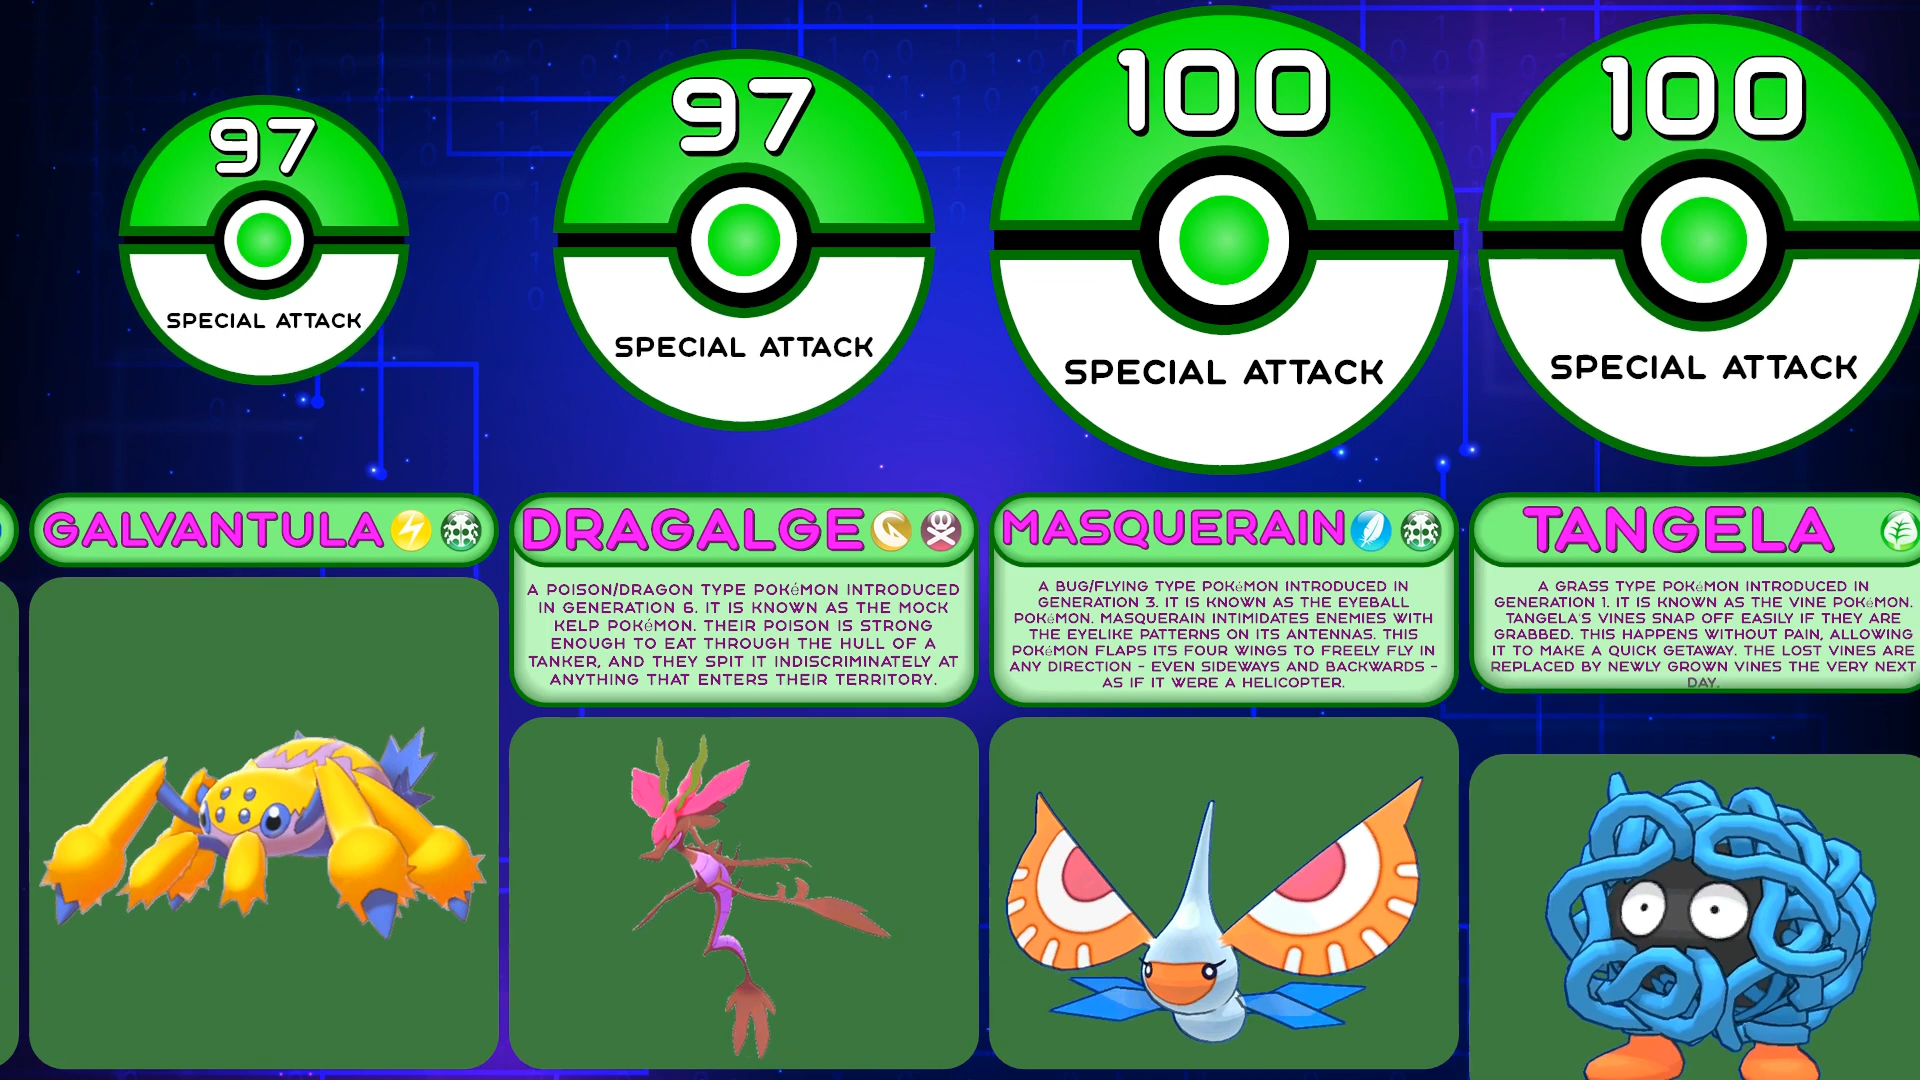 97
SPECIAL ATTACK
97
SPECIAL ATTACK
100
SPECIAL ATTACK
100
SPECIAL ATTACK
GALVANTULA
DRAGALGE
A POISON/DRAGON TYPE POKéMON INTRODUCED
IN GENERATION 6. IT IS KNOWN AS THE MOCK
KELP POKéMON. THEIR POISON IS STRONG
ENOUGH TO EAT THROUGH THE HULL OF A
TANKER, AND THEY SPIT IT INDISCRIMINATELY AT
ANYTHING THAT ENTERS THEIR TERRITORY.
MASQUERAIN
A BUG/FLYING TYPE POKéMON INTRODUCED IN
GENERATION 3. IT IS KNOWN AS THE EYEBALL
POKéMON. MASQUERAIN INTIMIDATES ENEMIES WITH
THE EYELIKE PATTERNS ON ITS ANTENNAS. THIS
POKéMON FLAPS ITS FOUR WINGS TO FREELY FLY IN
ANY DIRECTION - EVEN SIDEWAYS AND BACKWARDS -
AS IF IT WERE A HELICOPTER.
TANGELA
A GRASS TYPE POKéMON INTRODUCED IN
GENERATION 1. IT IS KNOWN AS THE VINE POKéMON.
TANGELA'S VINES SNAP OFF EASILY IF THEY ARE
GRABBED. THIS HAPPENS WITHOUT PAIN, ALLOWING
IT TO MAKE A QUICK GETAWAY. THE LOST VINES ARE
REPLACED BY NEWLY GROWN VINES THE VERY NEXT
DAY.